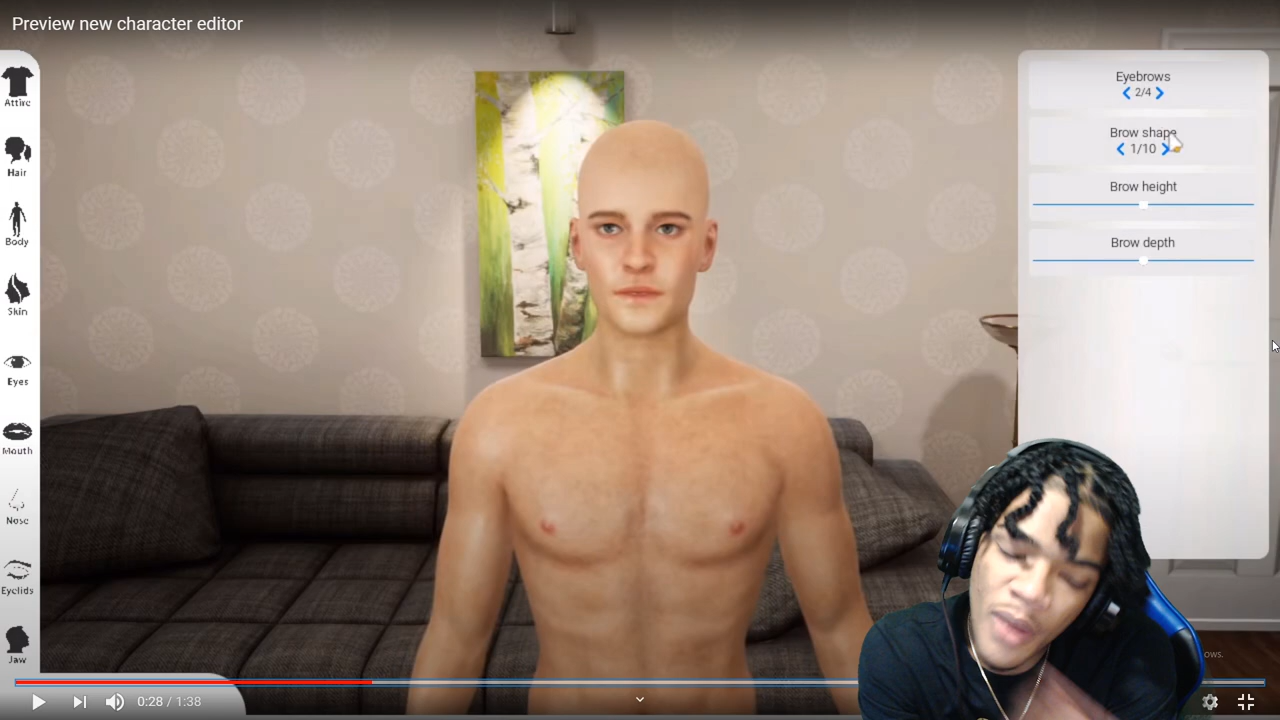 Preview new character editor
Attire
Hair
Body
Skin
Eyes
Mouth
Nose
Eyelids
Jaw
Eyebrows
2/4
Brow shape
1/10
Brow height
Brow depth
ows.
0:28 / 1:38